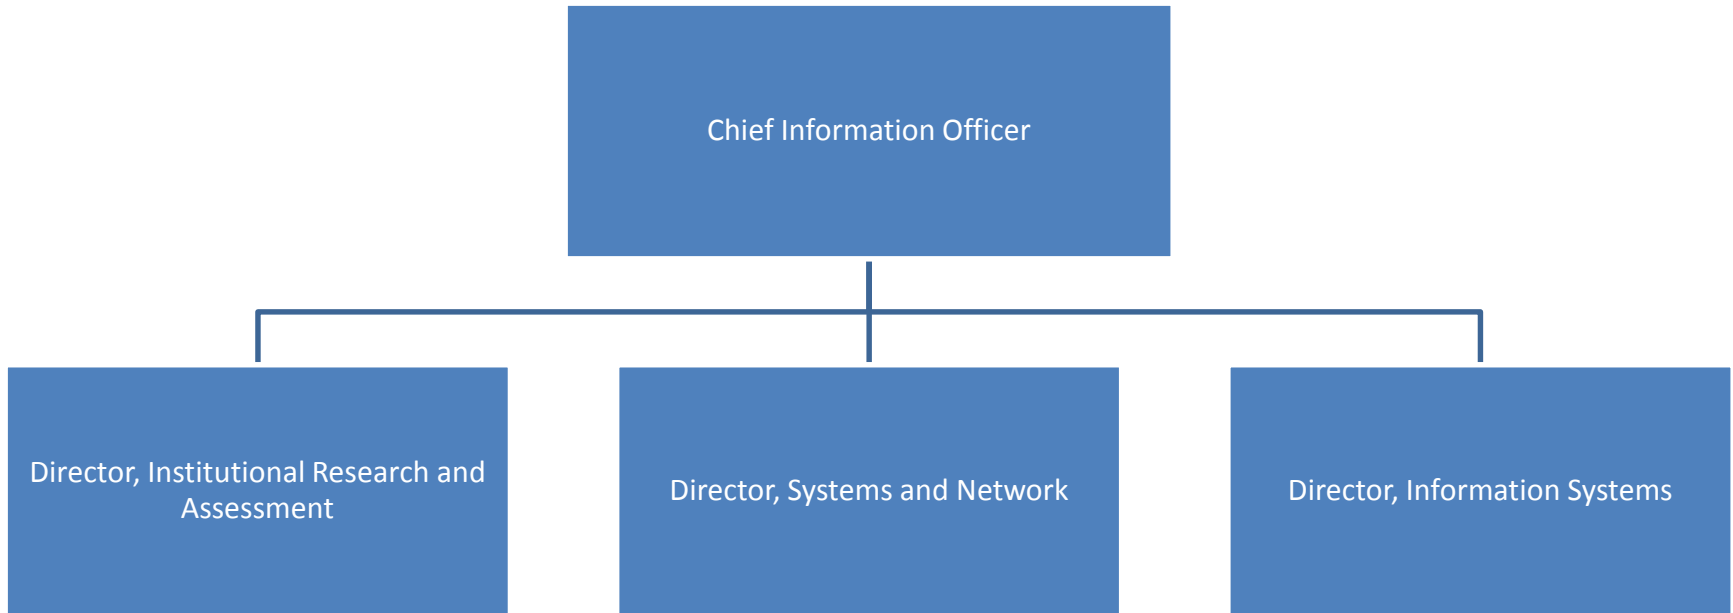 Chief Information Officer
Director, Institutional Research and
Assessment
Director, Systems and Network
Director, Information Systems